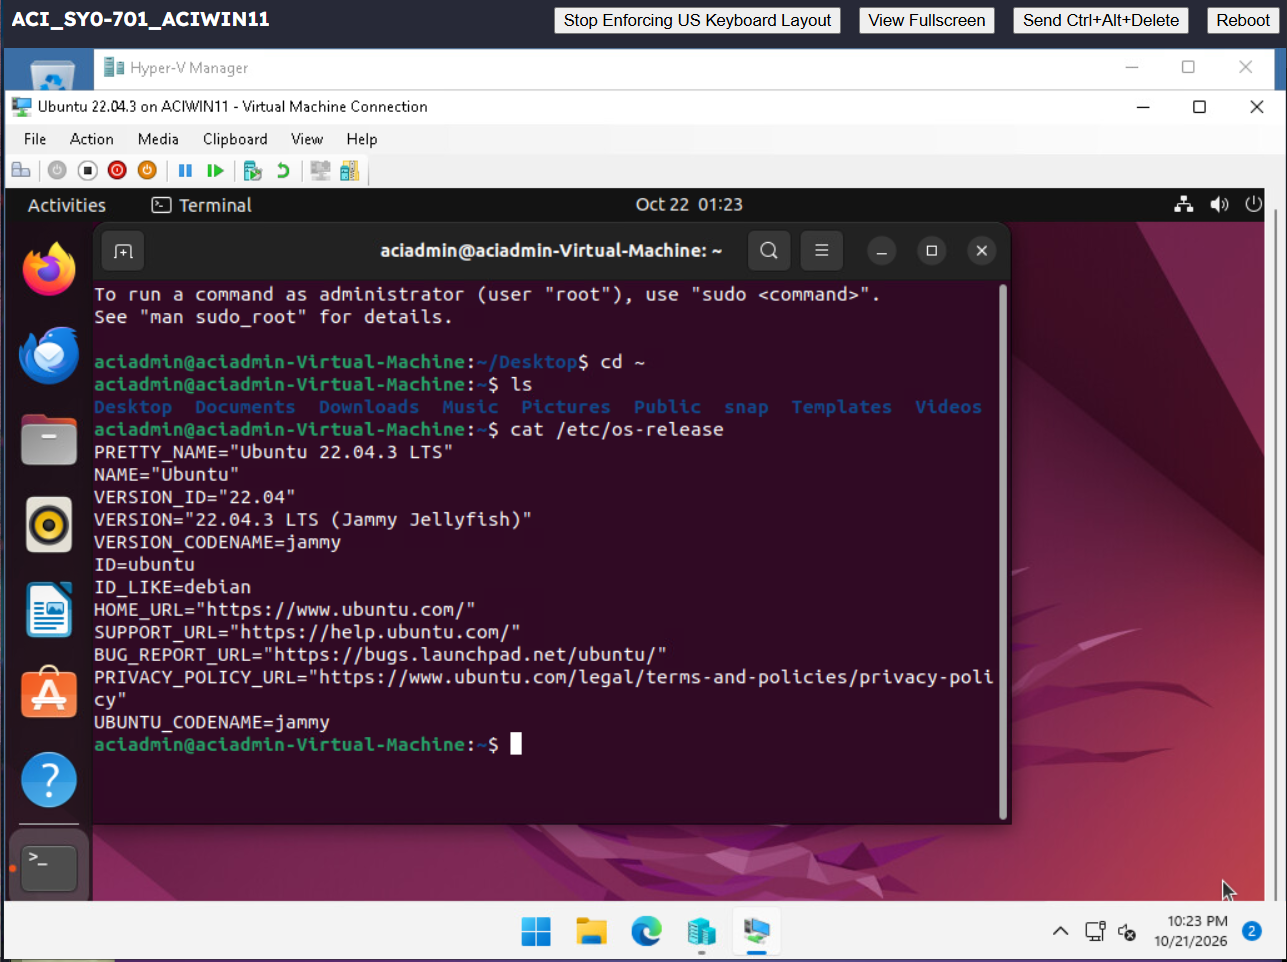 ACI_SY0-701_ACIWIN11
Stop Enforcing US Keyboard Layout
View Fullscreen
Send Ctrl+Alt+Delete
Reboot
Hyper-V Manager
Ubuntu 22.04.3 on ACIWIN11 - Virtual Machine Connection
File Action Media Clipboard View Help
Activities Terminal Oct 22 01:23
aciadmin@aciadmin-Virtual-Machine: ~
To run a command as administrator (user "root"), use "sudo <command>".
See "man sudo_root" for details.
aciadmin@aciadmin-Virtual-Machine:~/Desktop$ cd ~
aciadmin@aciadmin-Virtual-Machine:~$ ls
Desktop Documents Downloads Music Pictures Public snap Templates Videos
aciadmin@aciadmin-Virtual-Machine:~$ cat /etc/os-release
PRETTY_NAME="Ubuntu 22.04.3 LTS"
NAME="Ubuntu"
VERSION_ID="22.04"
VERSION="22.04.3 LTS (Jammy Jellyfish)"
VERSION_CODENAME=jammy
ID=ubuntu
ID_LIKE=debian
HOME_URL="https://www.ubuntu.com/"
SUPPORT_URL="https://help.ubuntu.com/"
BUG_REPORT_URL="https://bugs.launchpad.net/ubuntu/"
PRIVACY_POLICY_URL="https://www.ubuntu.com/legal/terms-and-policies/privacy-poli
cy"
UBUNTU_CODENAME=jammy
aciadmin@aciadmin-Virtual-Machine:~$
10:23 PM
10/21/2026
2